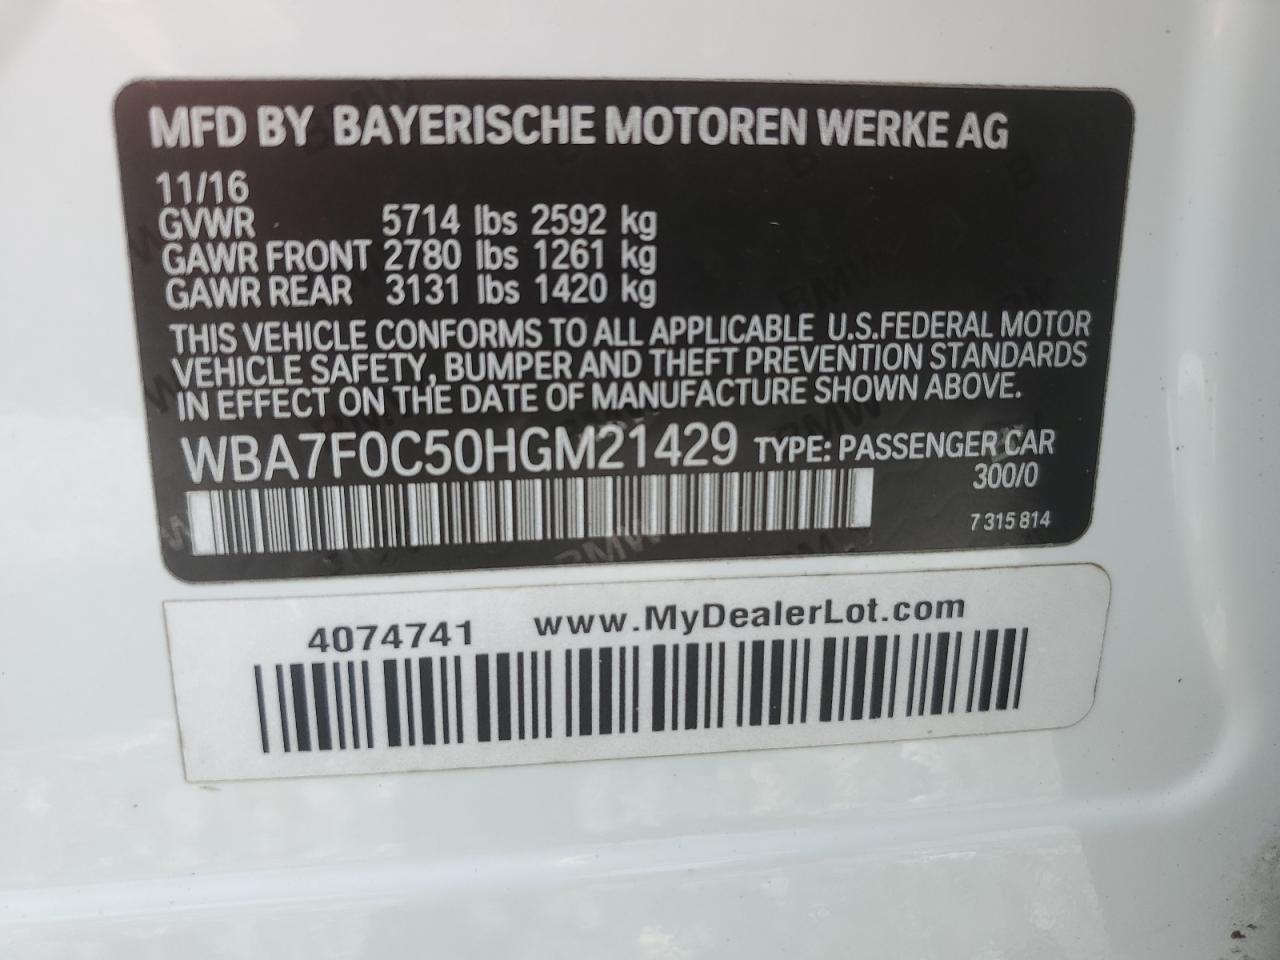 MFD BY BAYERISCHE MOTOREN WERKE AG
11/16
GVWR 5714 lbs 2592 kg
GAWR FRONT 2780 lbs 1261 kg
GAWR REAR 3131 lbs 1420 kg
THIS VEHICLE CONFORMS TO ALL APPLICABLE U.S.FEDERAL MOTOR
VEHICLE SAFETY, BUMPER AND THEFT PREVENTION STANDARDS
IN EFFECT ON THE DATE OF MANUFACTURE SHOWN ABOVE.
WBA7F0C50HGM21429 TYPE: PASSENGER CAR
300/0
7 315 814
4074741 www.MyDealerLot.com